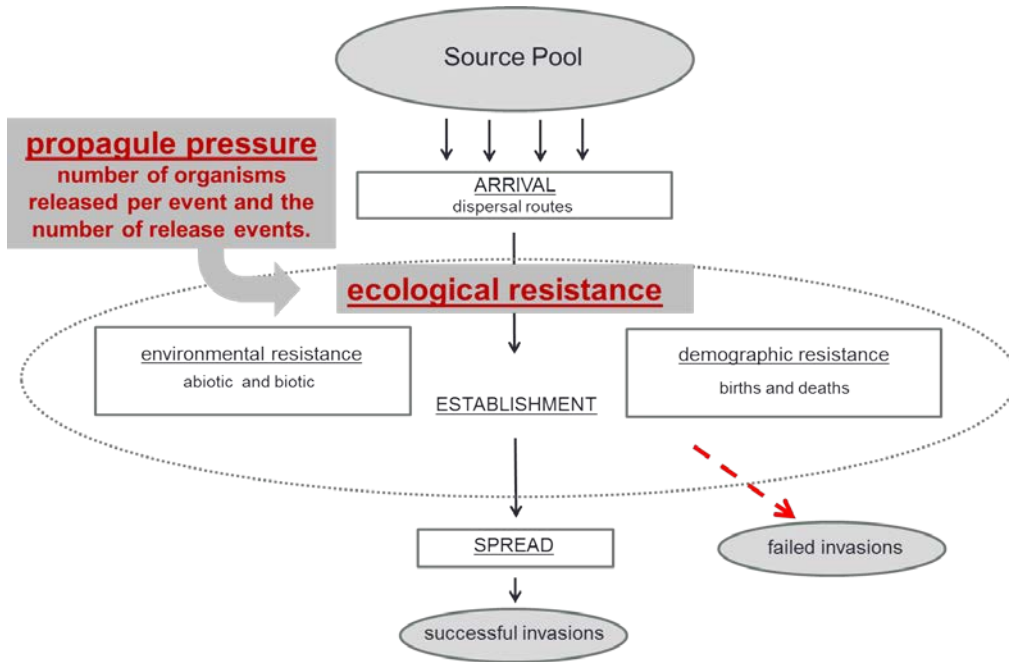 Source Pool
propagule pressure
number of organisms
released per event and the
number of release events.
ARRIVAL
dispersal routes
ecological resistance
environmental resistance
abiotic and biotic
demographic resistance
births and deaths
ESTABLISHMENT
SPREAD
failed invasions
successful invasions